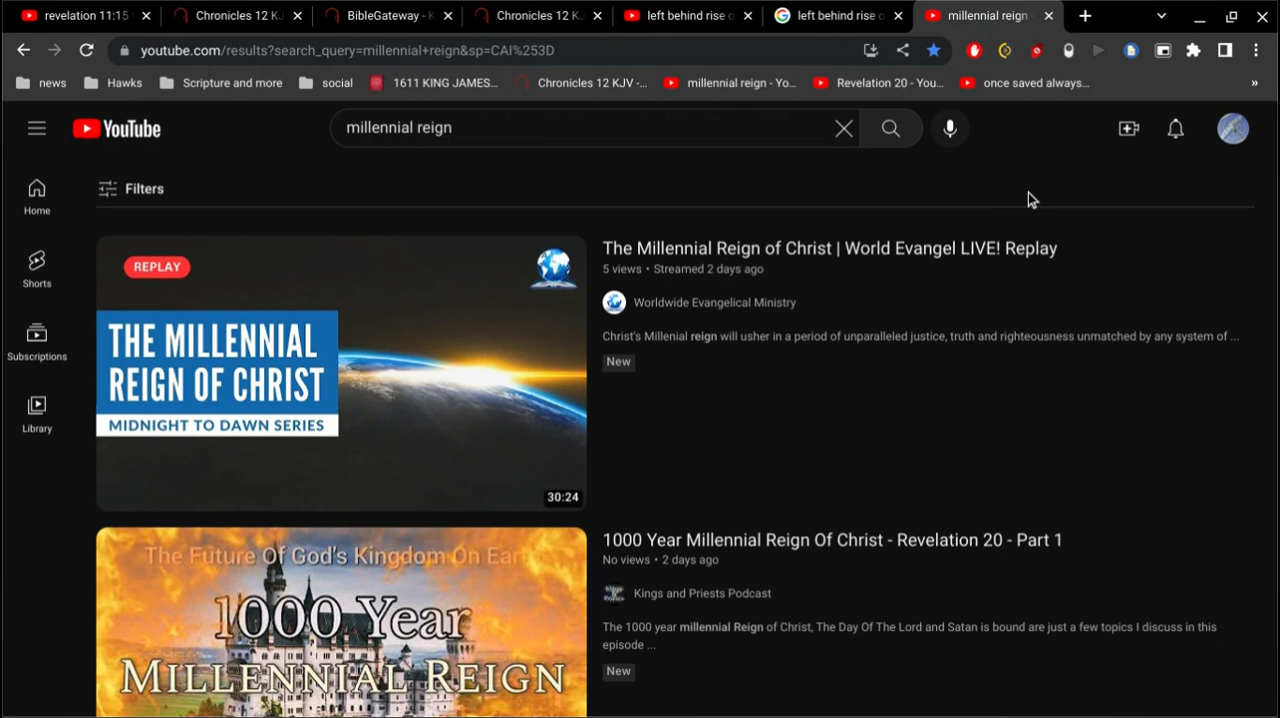 revelation 11:15
Chronicles 12 K
BibleGateway - K
Chronicles 12 K
left behind rise o
left behind rise o
millennial reign
youtube.com/results?search_query=millennial+reign&sp=CAI%253D
news
Hawks
Scripture and more
social
1611 KING JAMES...
Chronicles 12 KJV -...
millennial reign - Yo...
Revelation 20 - You...
once saved always...
»
YouTube
millennial reign
Filters
Home
Shorts
Subscriptions
Library
REPLAY
THE MILLENNIAL
REIGN OF CHRIST
MIDNIGHT TO DAWN SERIES
30:24
The Millennial Reign of Christ | World Evangel LIVE! Replay
5 views • Streamed 2 days ago
Worldwide Evangelical Ministry
Christ's Millenial reign will usher in a period of unparalleled justice, truth and righteousness unmatched by any system of ...
New
The Future Of God's Kingdom On Eart
1000 Year
MILLENNIAL REIGN
1000 Year Millennial Reign Of Christ - Revelation 20 - Part 1
No views • 2 days ago
Kings and Priests Podcast
The 1000 year millennial Reign of Christ, The Day Of The Lord and Satan is bound are just a few topics I discuss in this
episode ...
New